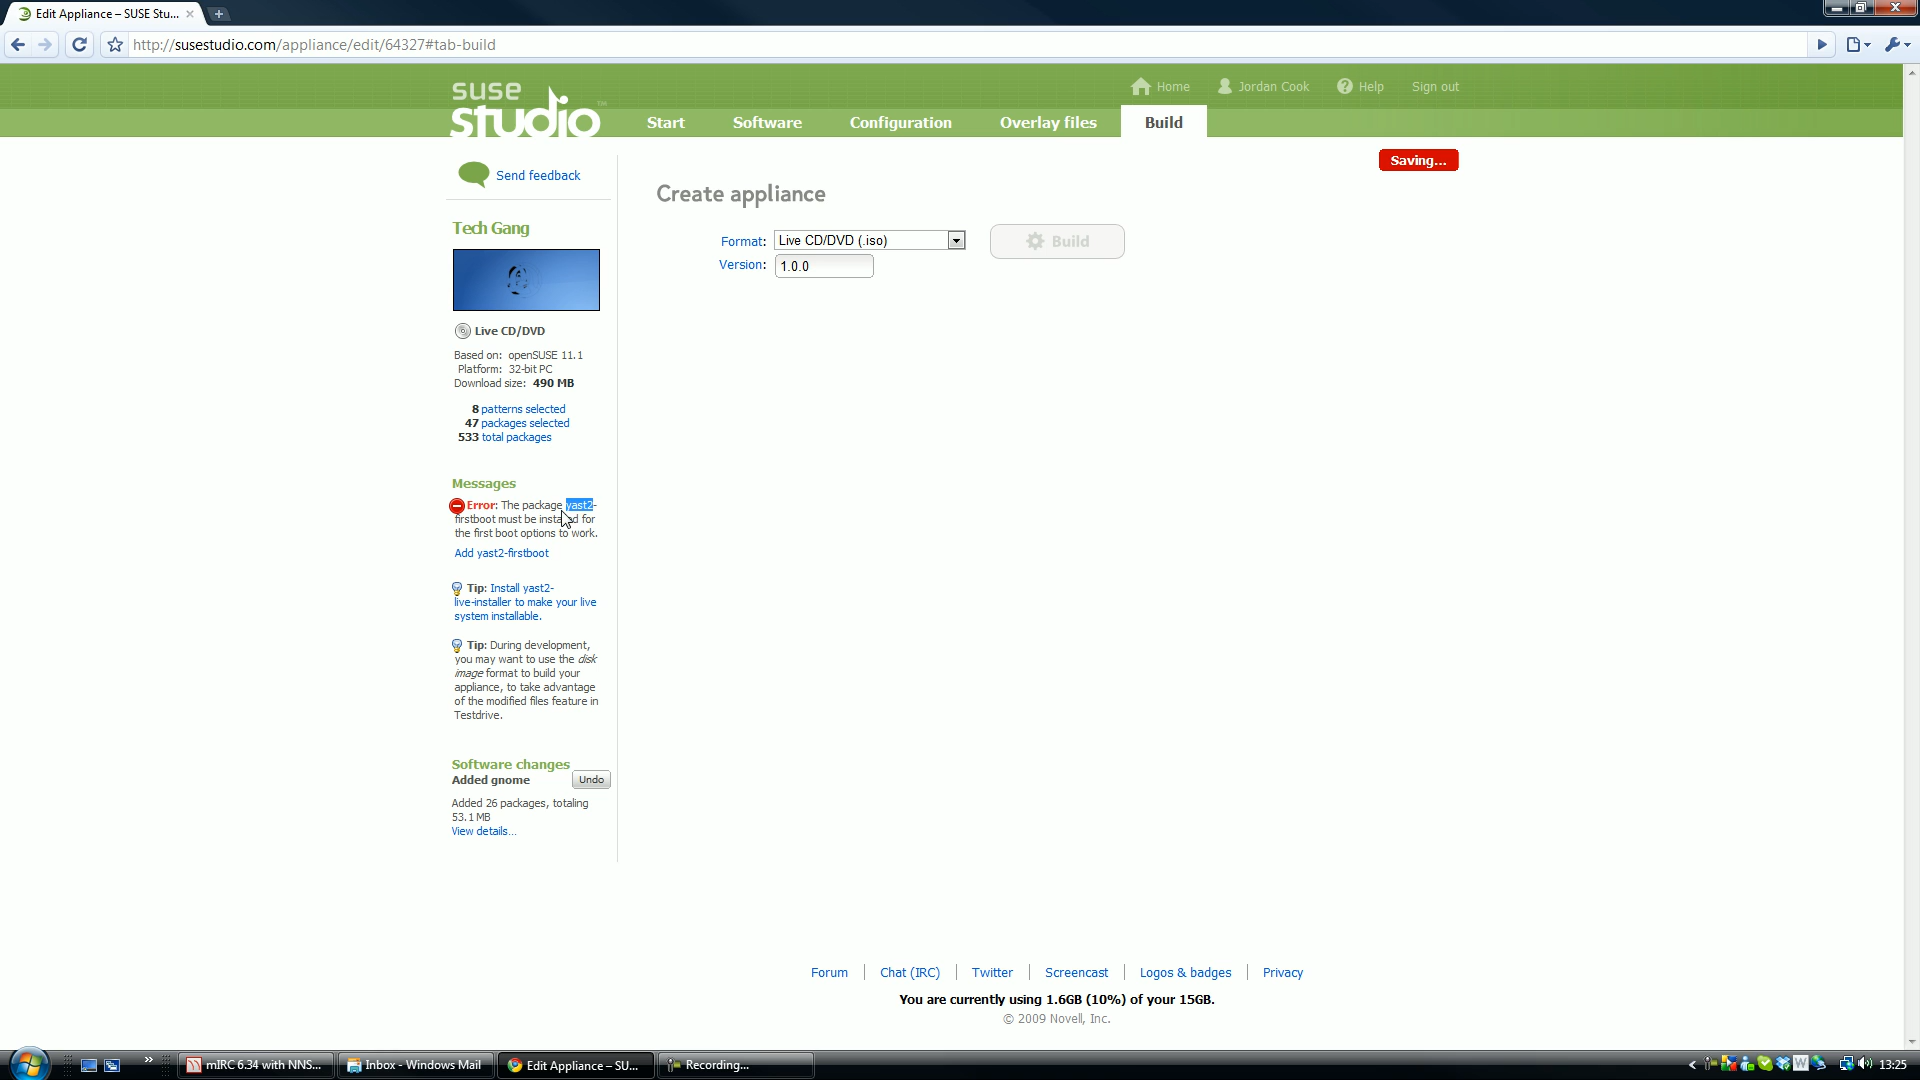 Edit Appliance – SUSE Stu...
http://susestudio.com/appliance/edit/64327#tab-build
suse
studio™
Home
Jordan Cook
Help
Sign out
Start
Software
Configuration
Overlay files
Build
Send feedback
Saving...
Create appliance
Format:
Live CD/DVD (.iso)
Build
Version:
1.0.0
Tech Gang
Live CD/DVD
Based on: openSUSE 11.1
Platform: 32-bit PC
Download size: 490 MB
8 patterns selected
47 packages selected
533 total packages
Messages
Error: The package yast2-
firstboot must be installed for
the first boot options to work.
Add yast2-firstboot
Tip: Install yast2-
live-installer to make your live
system installable.
Tip: During development,
you may want to use the disk
image format to build your
appliance, to take advantage
of the modified files feature in
Testdrive.
Software changes
Added gnome
Undo
Added 26 packages, totaling
53.1 MB
View details...
Forum
Chat (IRC)
Twitter
Screencast
Logos & badges
Privacy
You are currently using 1.6GB (10%) of your 15GB.
© 2009 Novell, Inc.
mIRC 6.34 with NNS...
Inbox - Windows Mail
Edit Appliance – SU...
Recording...
13:25